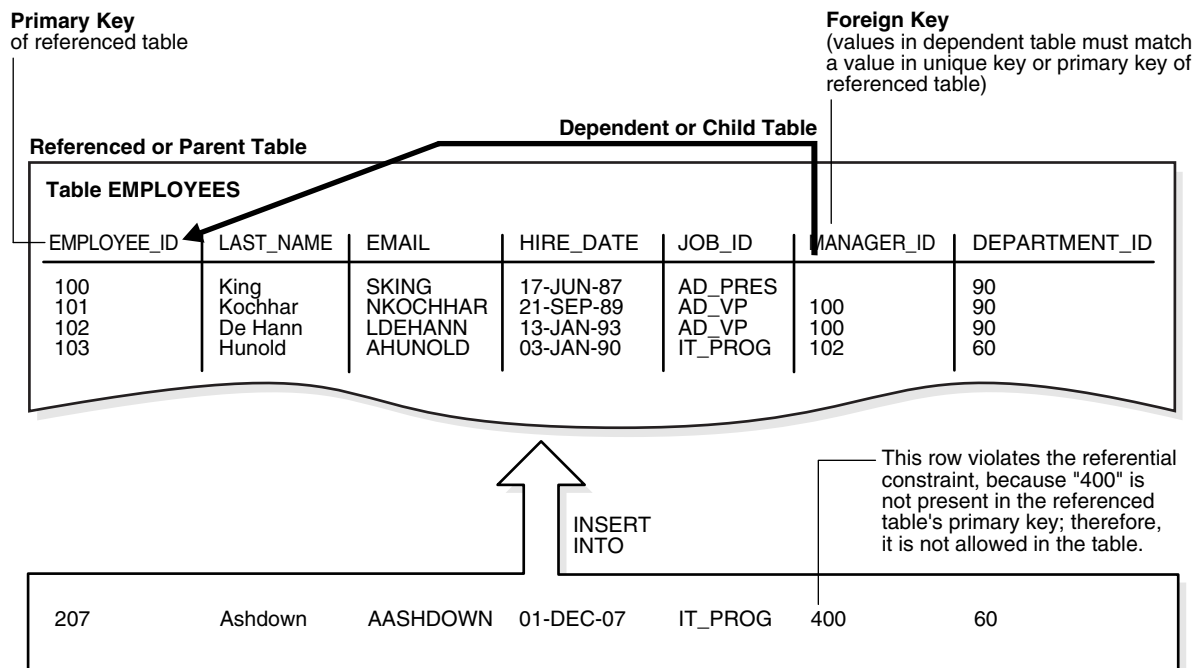 Primary Key
of referenced table
Foreign Key
(values in dependent table must match
a value in unique key or primary key of
referenced table)
Dependent or Child Table
Referenced or Parent Table
Table EMPLOYEES
EMPLOYEE_ID LAST_NAME EMAIL HIRE_DATE JOB_ID MANAGER_ID DEPARTMENT_ID
100 King SKING 17-JUN-87 AD_PRES 90
101 Kochhar NKOCHHAR 21-SEP-89 AD_VP 100 90
102 De Hann LDEHANN 13-JAN-93 AD_VP 100 90
103 Hunold AHUNOLD 03-JAN-90 IT_PROG 102 60
This row violates the referential
constraint, because "400" is
not present in the referenced
table's primary key; therefore,
it is not allowed in the table.
INSERT
INTO
207 Ashdown AASHDOWN 01-DEC-07 IT_PROG 400 60